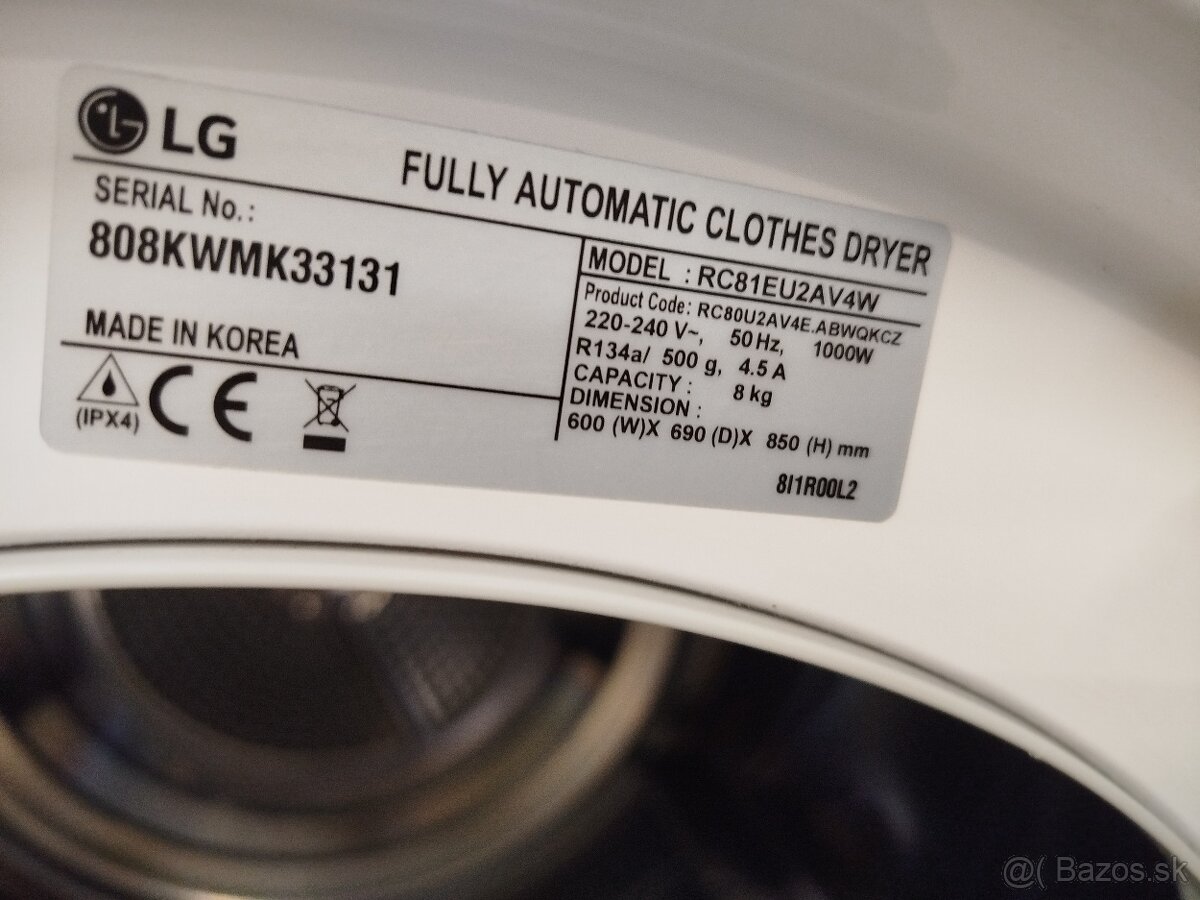 LG
FULLY AUTOMATIC CLOTHES DRYER
SERIAL No.:
808KWMK33131
MADE IN KOREA
(IPX4)
CE
MODEL : RC81EU2AV4W
Product Code: RC80U2AV4E.ABWQKCZ
220-240 V~, 50 Hz, 1000W
R134a/ 500 g, 4.5 A
CAPACITY : 8 kg
DIMENSION :
600 (W)X 690 (D)X 850 (H) mm
8I1R00L2
@( Bazos.sk